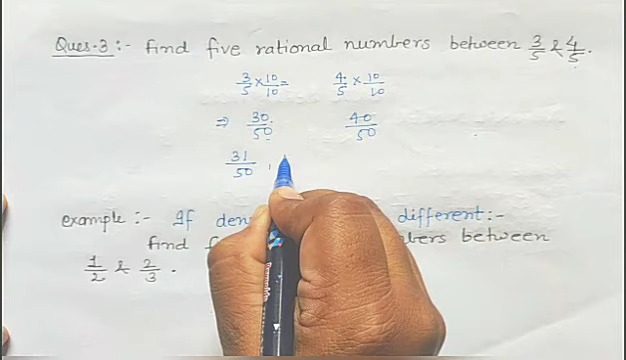 Ques-3:- find five rational numbers between 3/5 & 4/5.
3/5 × 10/10 = 4/5 × 10/10
⇒ 30/50 40/50
31/50 ,
example:- If den different:-
find between
1/2 & 2/3 .